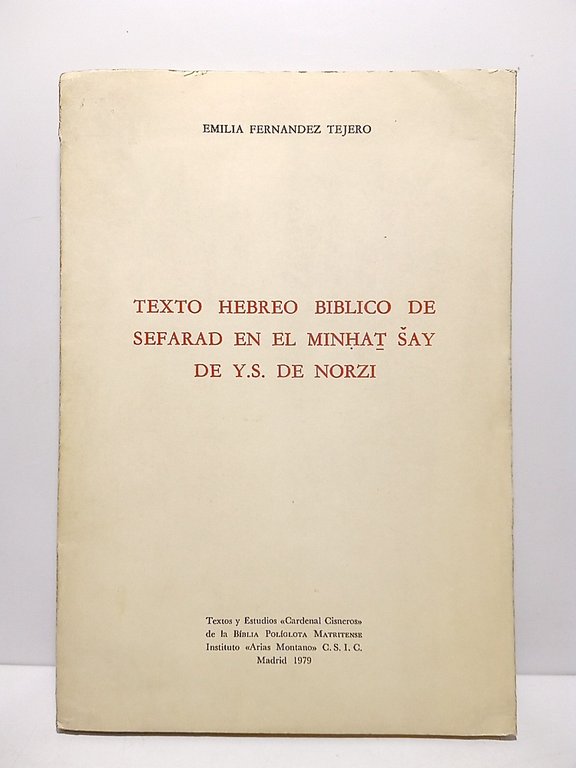 EMILIA FERNANDEZ TEJERO
TEXTO HEBREO BIBLICO DE
SEFARAD EN EL MINḤAṮ ŠAY
DE Y.S. DE NORZI
Textos y Estudios «Cardenal Cisneros»
de la BÍBLIA POLÍGLOTA MATRITENSE
Instituto «Arias Montano» C. S. I. C.
Madrid 1979